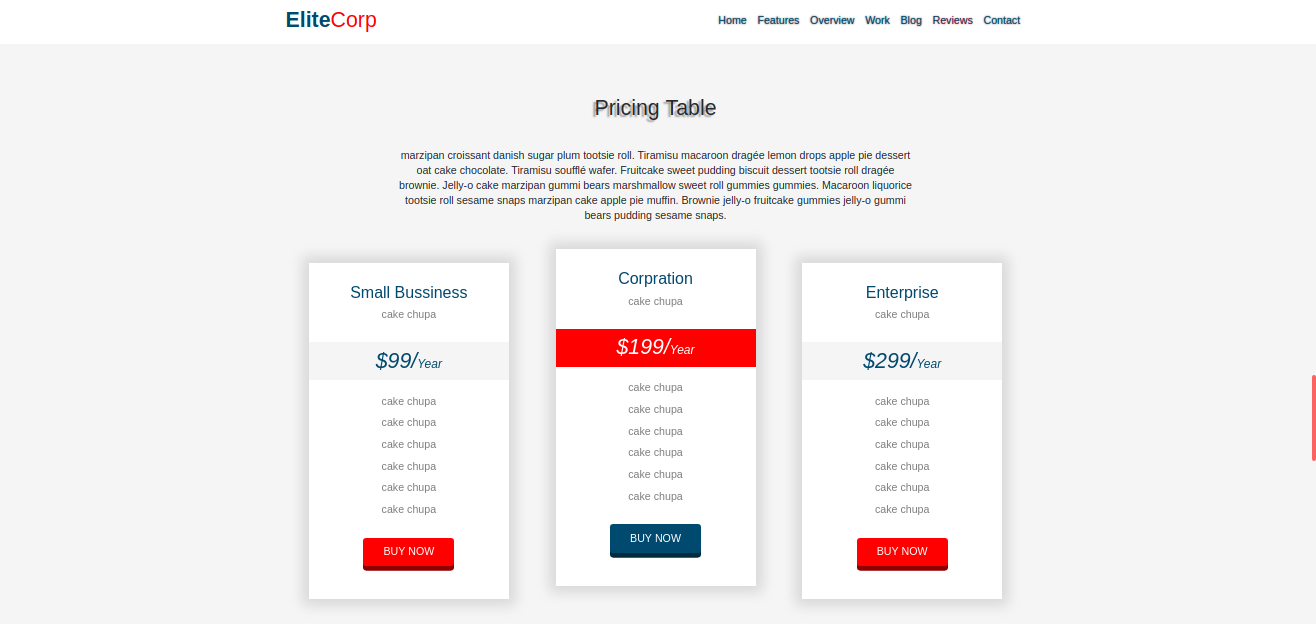 EliteCorp
Home Features Overview Work Blog Reviews Contact
Pricing Table
marzipan croissant danish sugar plum tootsie roll. Tiramisu macaroon dragée lemon drops apple pie dessert
oat cake chocolate. Tiramisu soufflé wafer. Fruitcake sweet pudding biscuit dessert tootsie roll dragée
brownie. Jelly-o cake marzipan gummi bears marshmallow sweet roll gummies gummies. Macaroon liquorice
tootsie roll sesame snaps marzipan cake apple pie muffin. Brownie jelly-o fruitcake gummies jelly-o gummi
bears pudding sesame snaps.
Small Bussiness
cake chupa
$99/Year
cake chupa
cake chupa
cake chupa
cake chupa
cake chupa
cake chupa
BUY NOW
Corpration
cake chupa
$199/Year
cake chupa
cake chupa
cake chupa
cake chupa
cake chupa
cake chupa
BUY NOW
Enterprise
cake chupa
$299/Year
cake chupa
cake chupa
cake chupa
cake chupa
cake chupa
cake chupa
BUY NOW